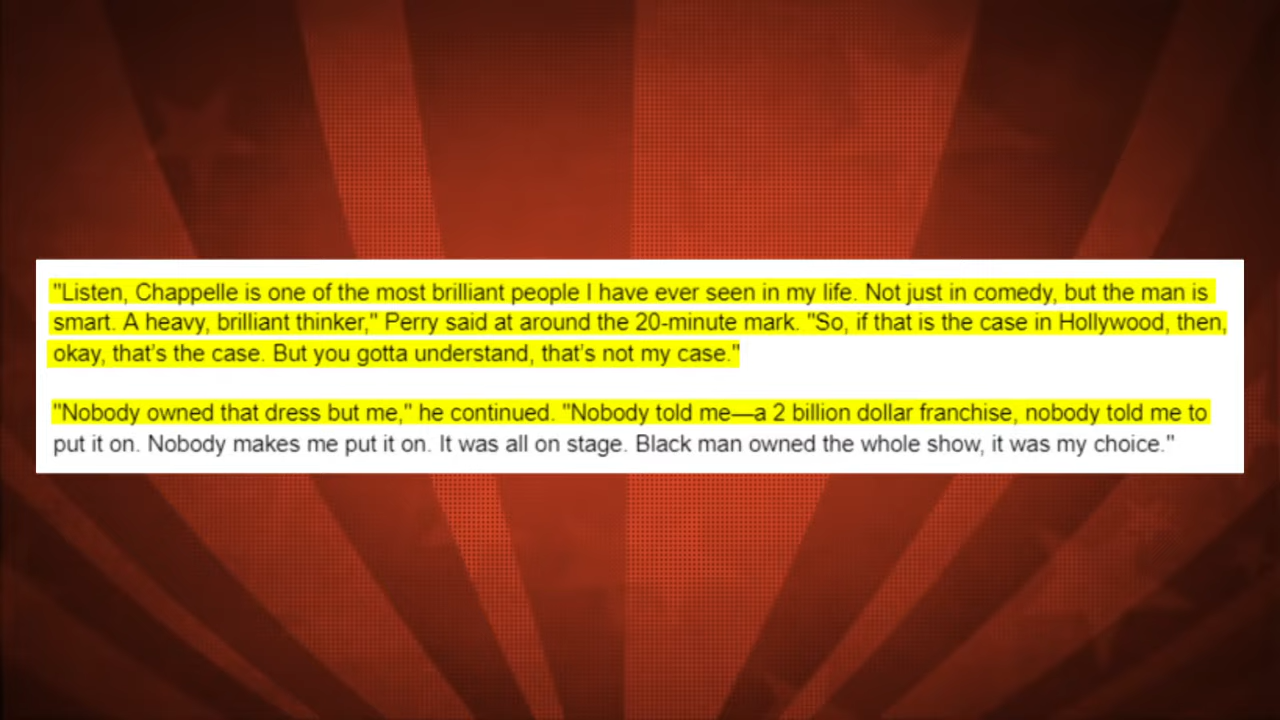 "Listen, Chappelle is one of the most brilliant people I have ever seen in my life. Not just in comedy, but the man is
smart. A heavy, brilliant thinker," Perry said at around the 20-minute mark. "So, if that is the case in Hollywood, then,
okay, that's the case. But you gotta understand, that's not my case."
"Nobody owned that dress but me," he continued. "Nobody told me—a 2 billion dollar franchise, nobody told me to
put it on. Nobody makes me put it on. It was all on stage. Black man owned the whole show, it was my choice."